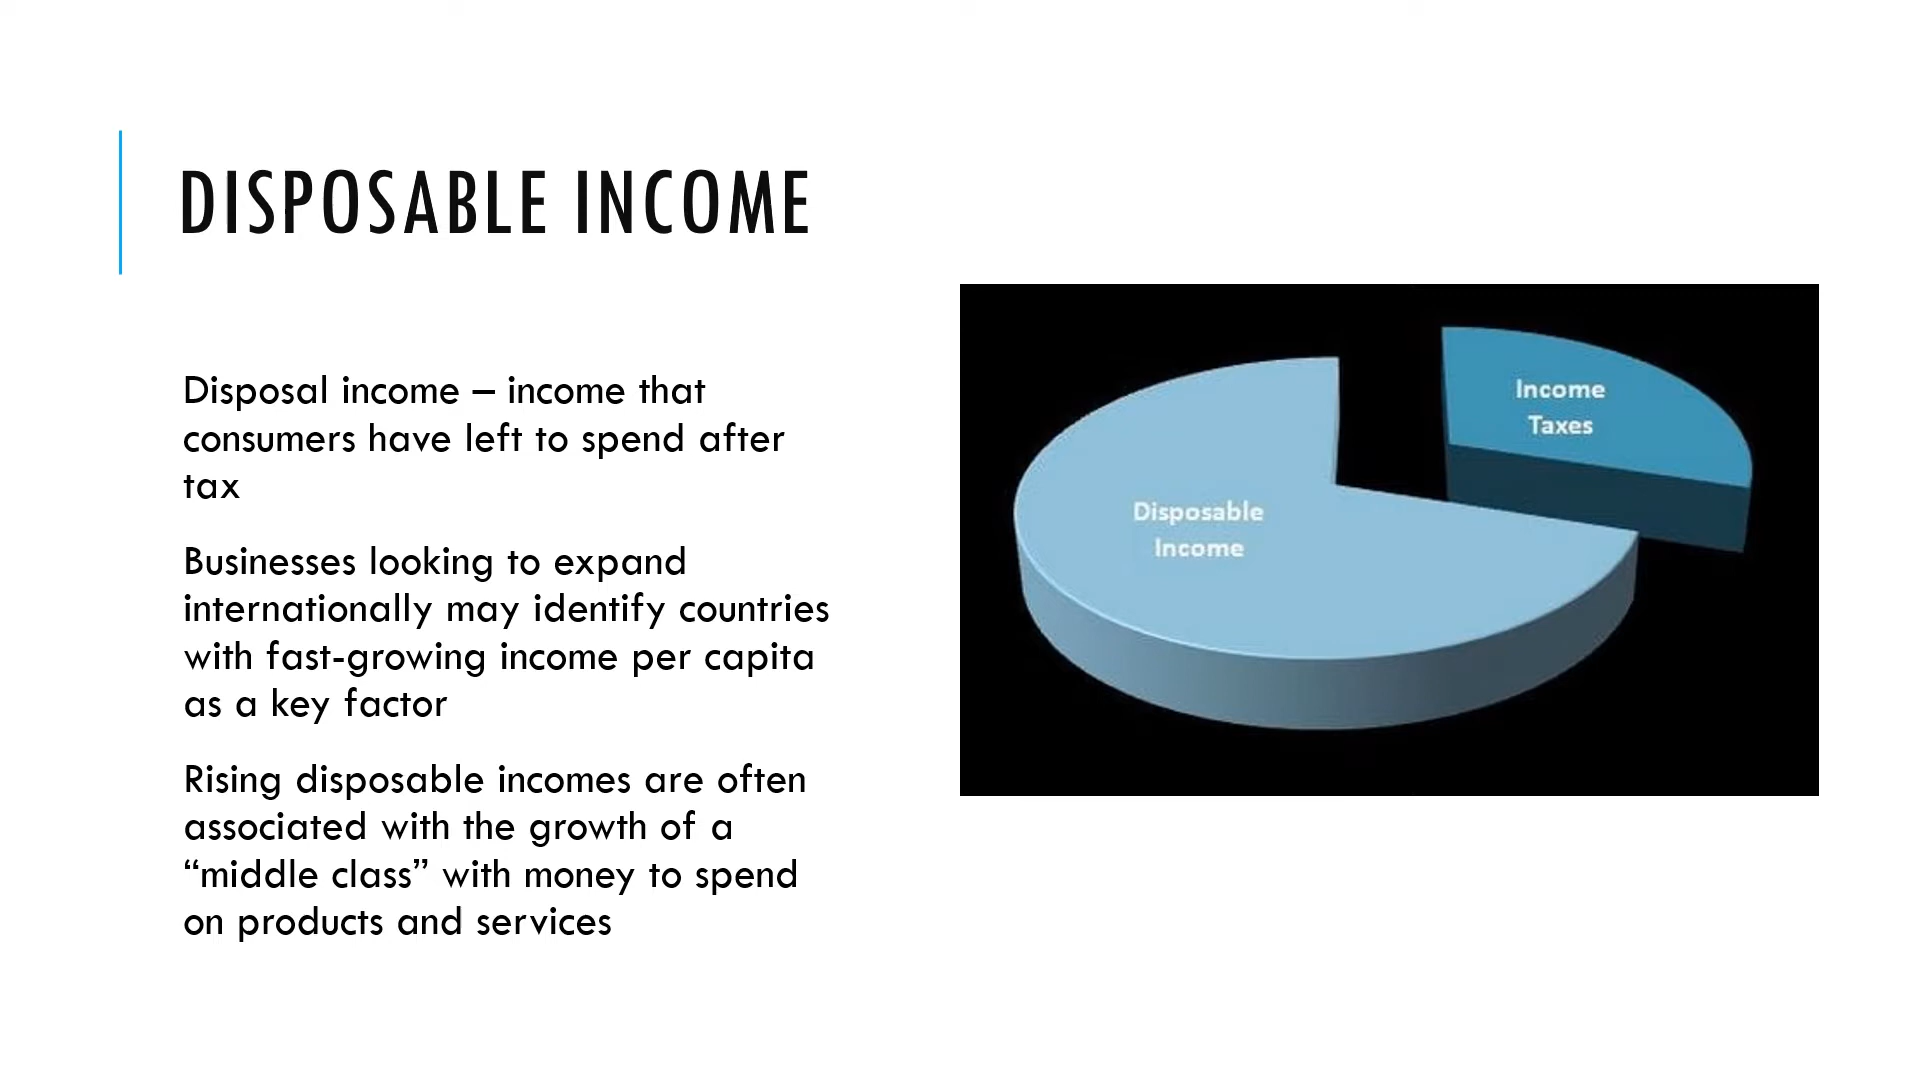 DISPOSABLE INCOME
Disposal income – income that
consumers have left to spend after
tax
Businesses looking to expand
internationally may identify countries
with fast-growing income per capita
as a key factor
Rising disposable incomes are often
associated with the growth of a
“middle class” with money to spend
on products and services
Income
Taxes
Disposable
Income